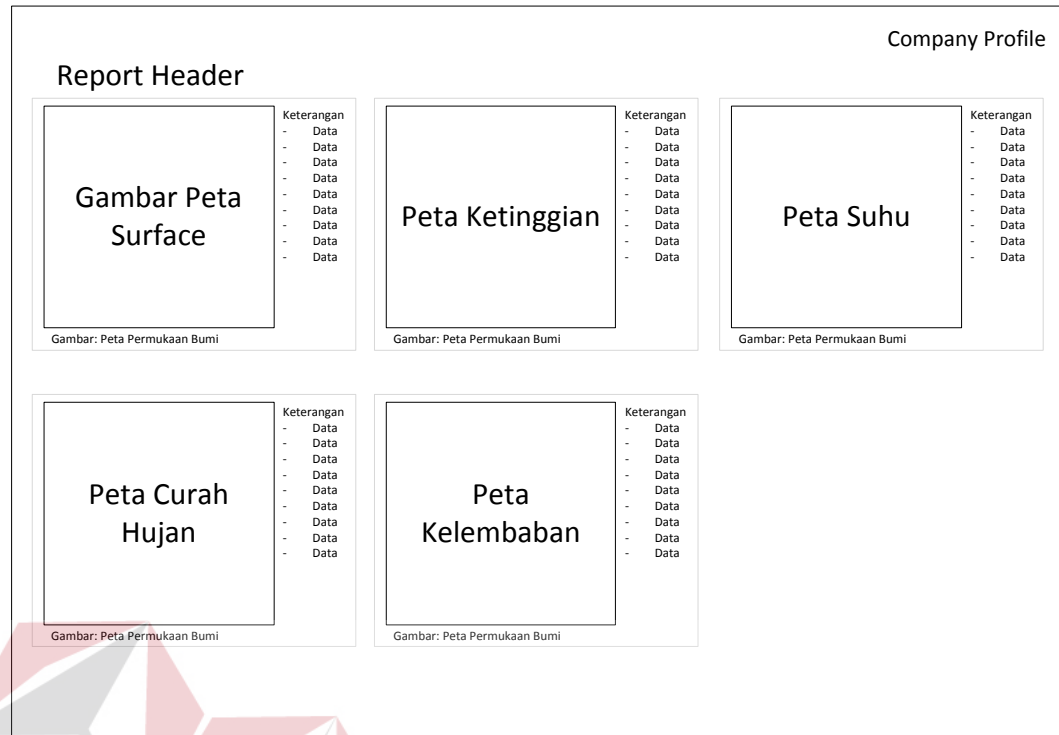 Company Profile
Report Header
Gambar Peta
Surface
Keterangan
- Data
- Data
- Data
- Data
- Data
- Data
- Data
- Data
- Data
Gambar: Peta Permukaan Bumi
Peta Ketinggian
Keterangan
- Data
- Data
- Data
- Data
- Data
- Data
- Data
- Data
- Data
Gambar: Peta Permukaan Bumi
Peta Suhu
Keterangan
- Data
- Data
- Data
- Data
- Data
- Data
- Data
- Data
- Data
Gambar: Peta Permukaan Bumi
Peta Curah
Hujan
Keterangan
- Data
- Data
- Data
- Data
- Data
- Data
- Data
- Data
- Data
Gambar: Peta Permukaan Bumi
Peta
Kelembaban
Keterangan
- Data
- Data
- Data
- Data
- Data
- Data
- Data
- Data
- Data
Gambar: Peta Permukaan Bumi